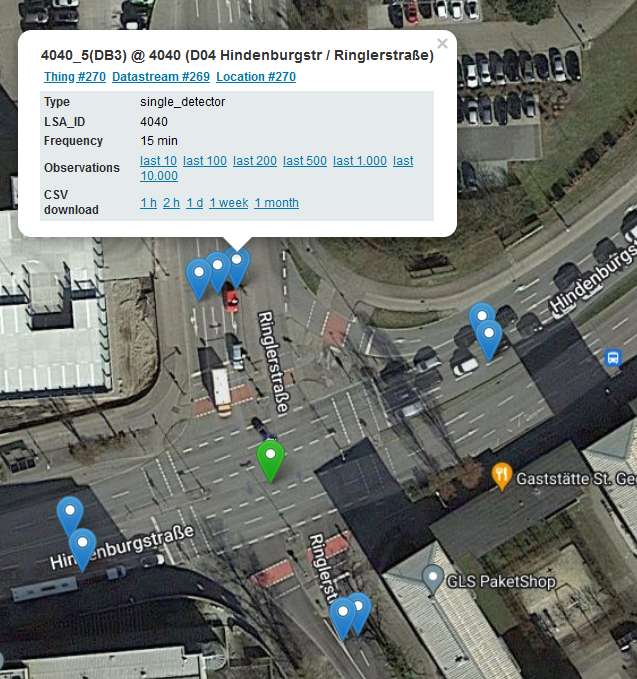 ×
4040_5(DB3) @ 4040 (D04 Hindenburgstr / Ringlerstraße)
Thing #270 Datastream #269 Location #270
Type single_detector
LSA_ID 4040
Frequency 15 min
Observations last 10 last 100 last 200 last 500 last 1.000 last 10.000
CSV download 1 h 2 h 1 d 1 week 1 month
Hindenburgs
Ringlerstraße
Gaststätte St. Ge
Hindenburgstraße
Ringlerst
GLS PaketShop